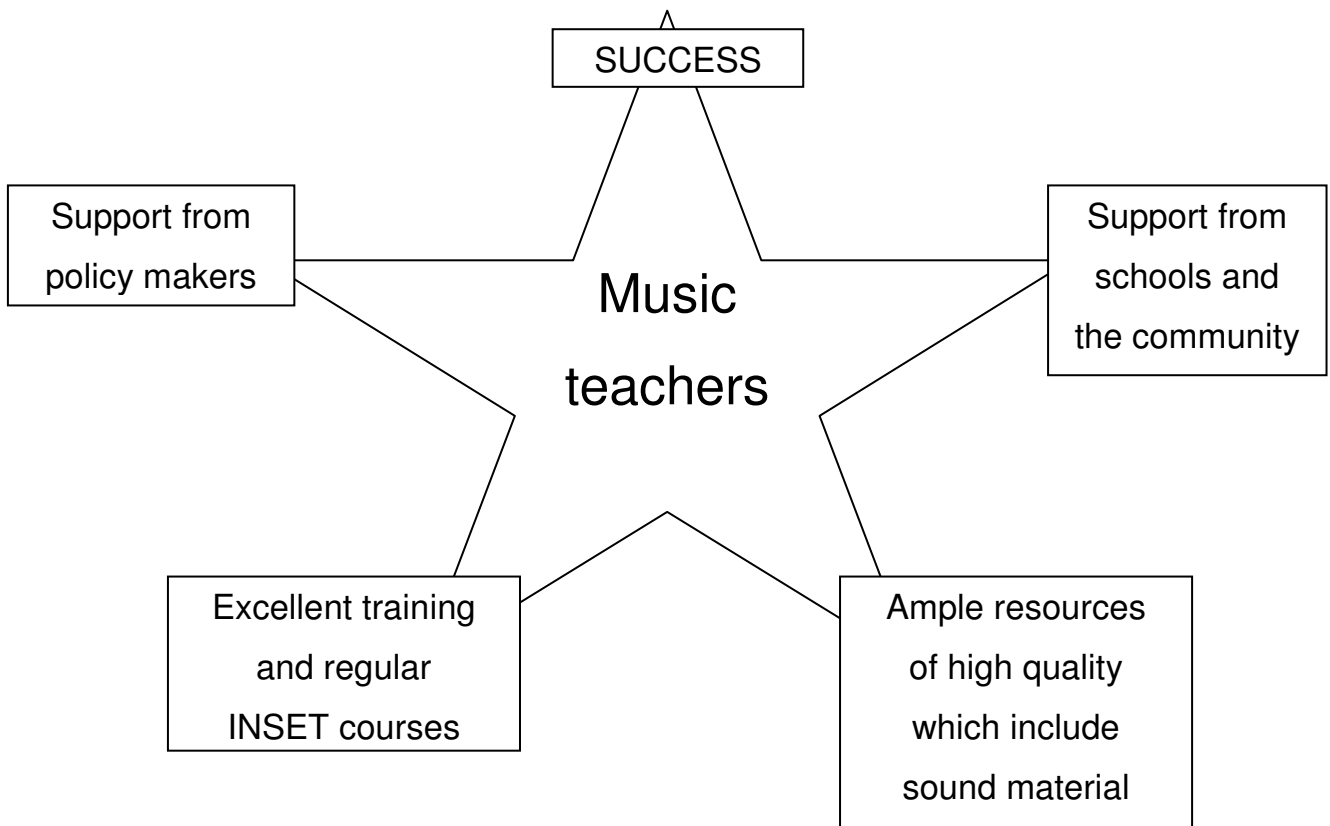 SUCCESS
Support from
policy makers
Support from
schools and
the community
Music
teachers
Excellent training
and regular
INSET courses
Ample resources
of high quality
which include
sound material